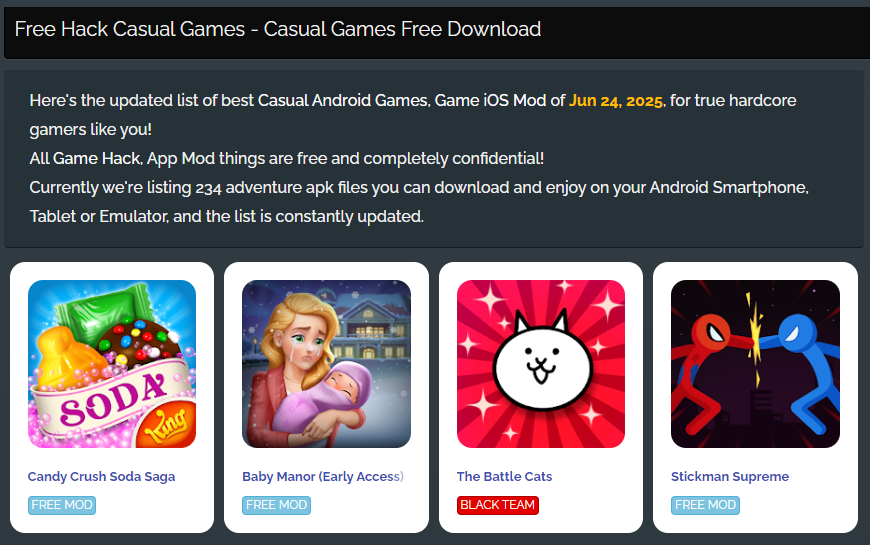 Free Hack Casual Games - Casual Games Free Download
Here's the updated list of best Casual Android Games, Game iOS Mod of Jun 24, 2025, for true hardcore
gamers like you!
All Game Hack, App Mod things are free and completely confidential!
Currently we're listing 234 adventure apk files you can download and enjoy on your Android Smartphone,
Tablet or Emulator, and the list is constantly updated.
SODA
King
Candy Crush Soda Saga
FREE MOD
Baby Manor (Early Access)
FREE MOD
The Battle Cats
BLACK TEAM
Stickman Supreme
FREE MOD